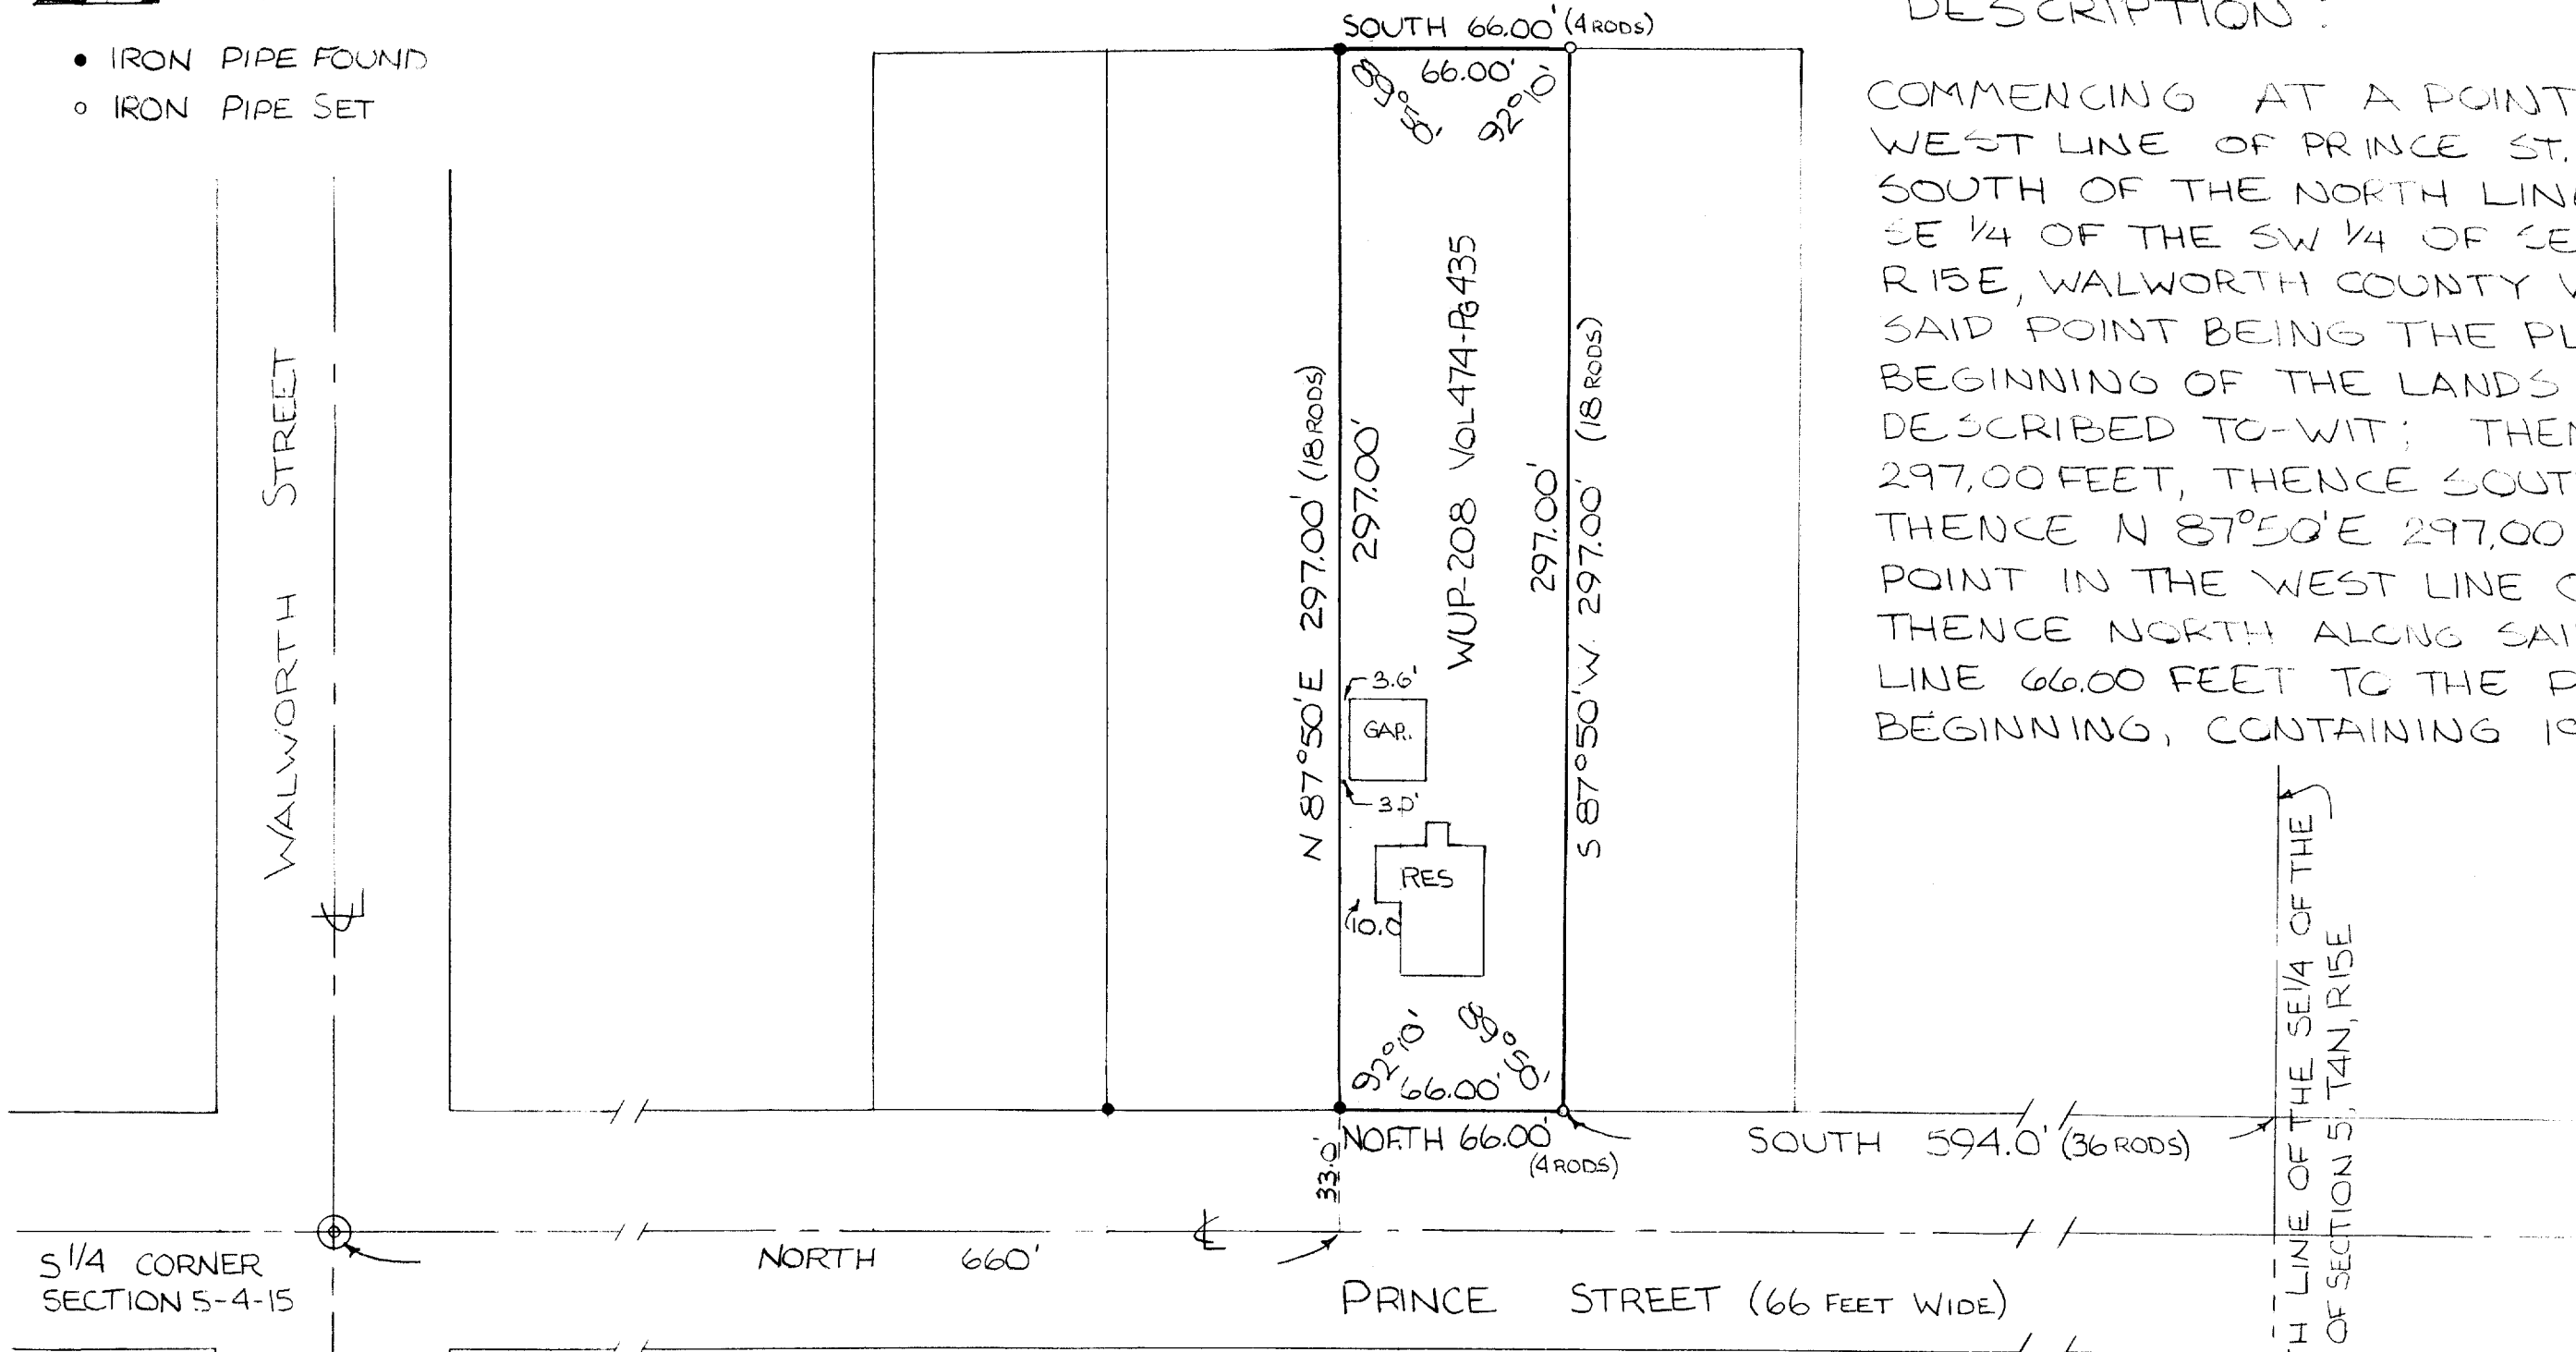 ● IRON PIPE FOUND
○ IRON PIPE SET
SOUTH 66.00' (4 RODS)
66.00'
92°10'
WALWORTH STREET
N 87°50'E 297.00' (18 RODS)
297.00'
WUP-208 VOL 474-PG 435
297.00'
S 87°50'W 297.00' (18 RODS)
3.6'
GAR.
3.0'
RES
10.0
92°10'
66.00'
NORTH 66.00'
(4 RODS)
33.0'
SOUTH 594.0' (36 RODS)
S 1/4 CORNER
SECTION 5-4-15
NORTH 660'
PRINCE STREET (66 FEET WIDE)
DESCRIPTION:
COMMENCING AT A POINT
WEST LINE OF PRINCE ST.
SOUTH OF THE NORTH LINE
SE 1/4 OF THE SW 1/4 OF SE
R 15 E, WALWORTH COUNTY W
SAID POINT BEING THE PL
BEGINNING OF THE LANDS
DESCRIBED TO-WIT; THEN
297.00 FEET, THENCE SOUT
THENCE N 87°50'E 297.00
POINT IN THE WEST LINE O
THENCE NORTH ALONG SAI
LINE 66.00 FEET TO THE P
BEGINNING, CONTAINING 19
H LINE OF THE SE 1/4 OF THE
OF SECTION 5, T4N, R15E